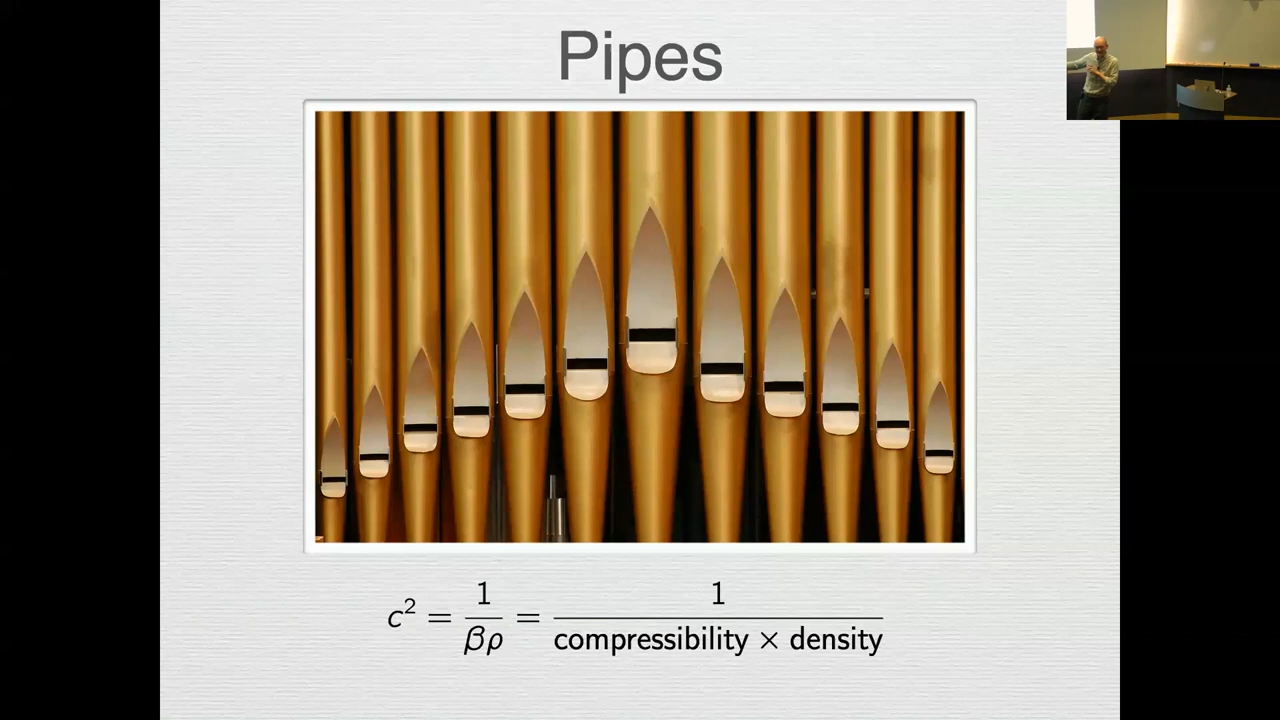 Pipes
c² = 1/βρ = 1/compressibility × density